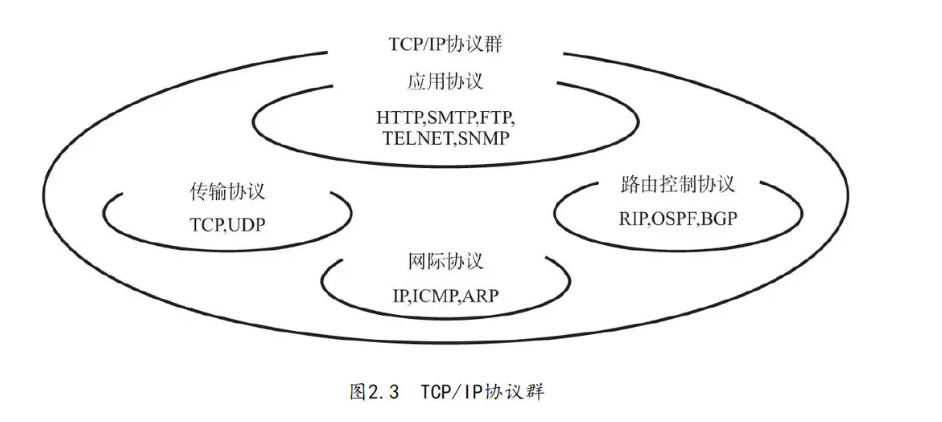 TCP/IP协议群
应用协议
HTTP,SMTP,FTP,
TELNET,SNMP
传输协议
TCP,UDP
路由控制协议
RIP,OSPF,BGP
网际协议
IP,ICMP,ARP
图2.3 TCP/IP协议群